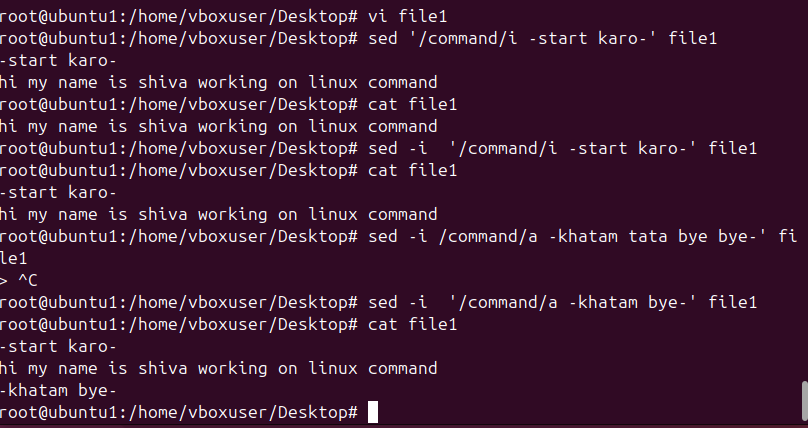 root@ubuntu1:/home/vboxuser/Desktop# vi file1
root@ubuntu1:/home/vboxuser/Desktop# sed '/command/i -start karo-' file1
-start karo-
hi my name is shiva working on linux command
root@ubuntu1:/home/vboxuser/Desktop# cat file1
hi my name is shiva working on linux command
root@ubuntu1:/home/vboxuser/Desktop# sed -i  '/command/i -start karo-' file1
root@ubuntu1:/home/vboxuser/Desktop# cat file1
-start karo-
hi my name is shiva working on linux command
root@ubuntu1:/home/vboxuser/Desktop# sed -i /command/a -khatam tata bye bye-' fi
le1
> ^C
root@ubuntu1:/home/vboxuser/Desktop# sed -i  '/command/a -khatam bye-' file1
root@ubuntu1:/home/vboxuser/Desktop# cat file1
-start karo-
hi my name is shiva working on linux command
-khatam bye-
root@ubuntu1:/home/vboxuser/Desktop#